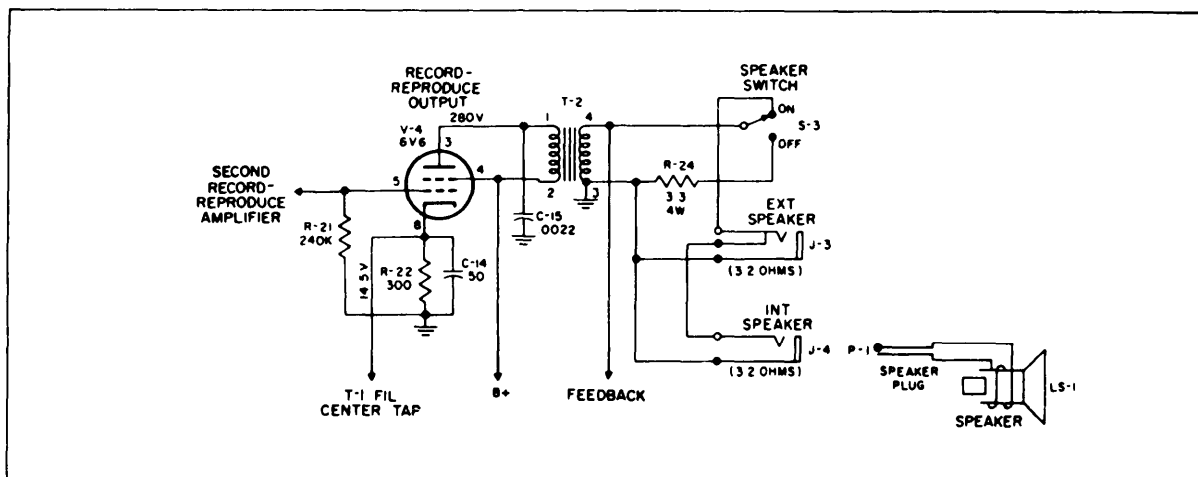 RECORD-
REPRODUCE
OUTPUT
280V
V-4
6V6
3
4
5
8
SECOND
RECORD-
REPRODUCE
AMPLIFIER
R-21
240K
14.5V
R-22
300
C-14
50
T-1 FIL
CENTER TAP
B+
T-2
1
4
2
3
C-15
.0022
FEEDBACK
SPEAKER
SWITCH
ON
S-3
OFF
R-24
3 3
4W
EXT
SPEAKER
J-3
(3 2 OHMS)
INT
SPEAKER
J-4
(3 2 OHMS)
P-1
SPEAKER
PLUG
LS-1
SPEAKER